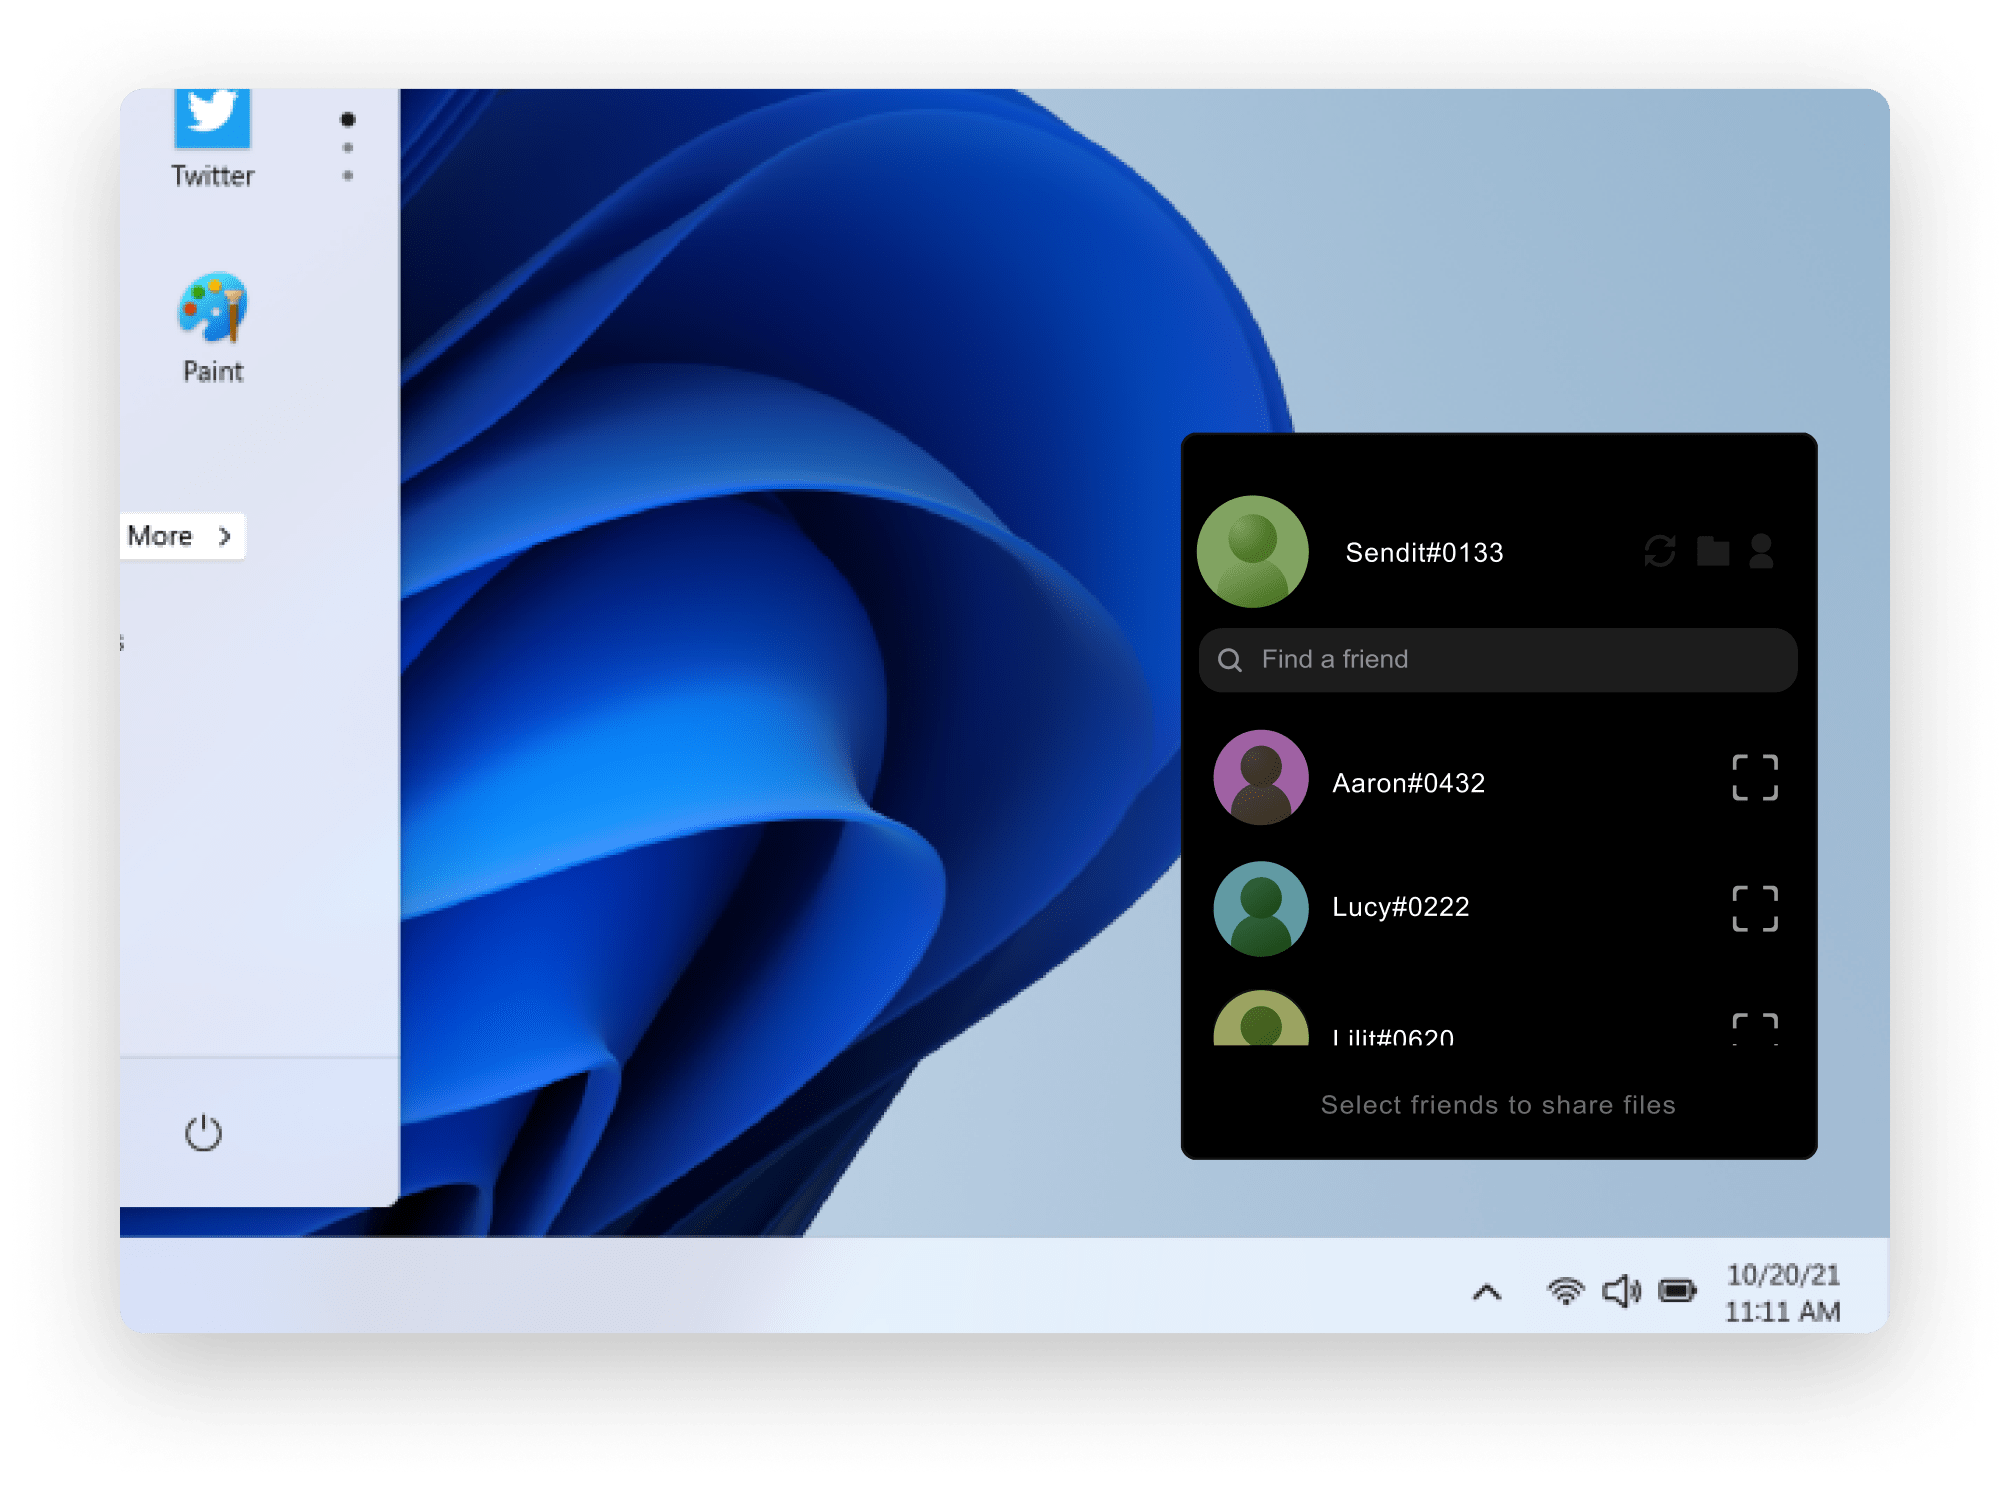 Twitter
Paint
More
s
Sendit#0133
Find a friend
Aaron#0432
Lucy#0222
Lilit#0620
Select friends to share files
10/20/21
11:11 AM